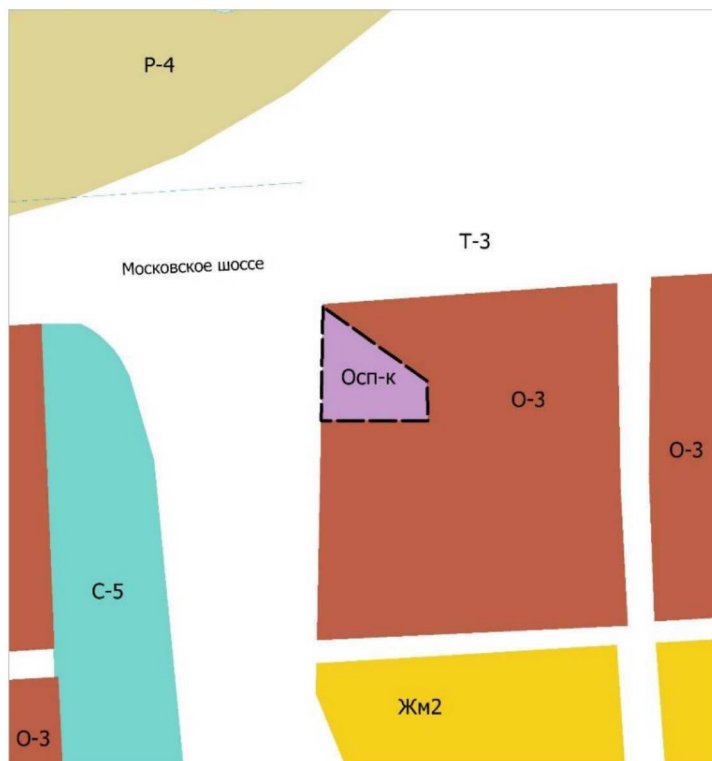 Р-4
Т-3
Московское шоссе
Осп-к
О-3
О-3
С-5
Жм2
О-3